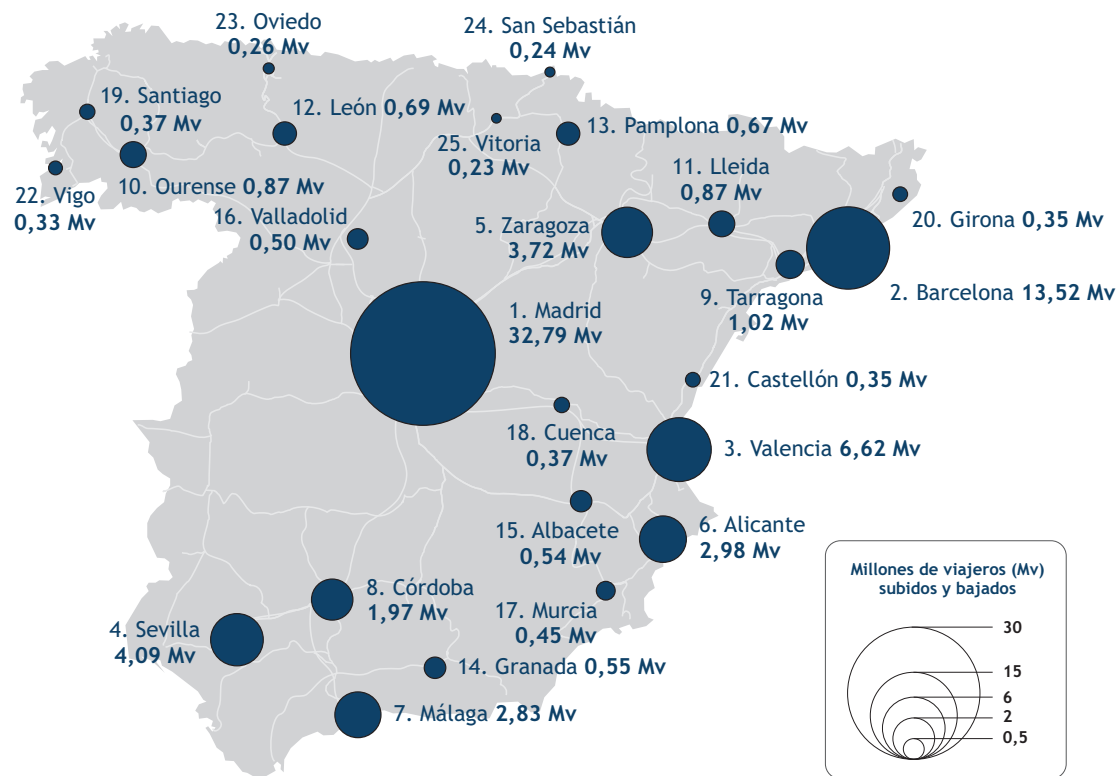 23. Oviedo
0,26 Mv
24. San Sebastián
0,24 Mv
19. Santiago
0,37 Mv
12. León 0,69 Mv
25. Vitoria
0,23 Mv
13. Pamplona 0,67 Mv
22. Vigo
0,33 Mv
10. Ourense 0,87 Mv
11. Lleida
0,87 Mv
16. Valladolid
0,50 Mv
5. Zaragoza
3,72 Mv
20. Girona 0,35 Mv
2. Barcelona 13,52 Mv
9. Tarragona
1,02 Mv
1. Madrid
32,79 Mv
21. Castellón 0,35 Mv
18. Cuenca
0,37 Mv
3. Valencia 6,62 Mv
15. Albacete
0,54 Mv
6. Alicante
2,98 Mv
8. Córdoba
1,97 Mv
17. Murcia
0,45 Mv
4. Sevilla
4,09 Mv
14. Granada 0,55 Mv
7. Málaga 2,83 Mv
Millones de viajeros (Mv)
subidos y bajados
30
15
6
2
0,5